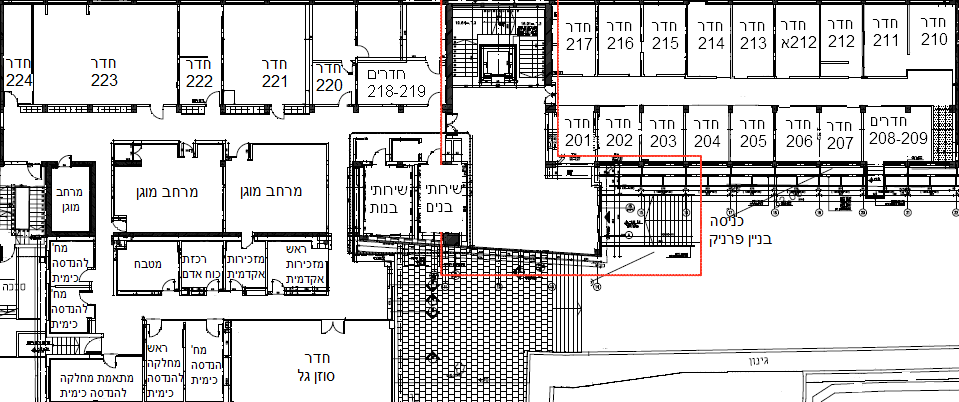 חדר
217
חדר
216
חדר
215
חדר
214
חדר
213
חדר
212א
חדר
212
חדר
211
חדר
210
חדר
224
חדר
223
חדר
222
חדר
221
חדר
220
חדרים
218-219
חדר
201
חדר
202
חדר
203
חדר
204
חדר
205
חדר
206
חדר
207
חדרים
208-209
מרחב
מוגן
מרחב מוגן
מרחב מוגן
שירותי
בנות
שירותי
בנים
כניסה
בניין פרניק
מח'
להנדסה
כימית
מטבח
רכזת
כוח אדם
מזכירות
אקדמית
ראש
מזכירות
אקדמית
מח'
להנדסה
כימית
סככה
ראש
מחלקה
להנדסה
כימית
מח'
הנדסה
כימית
חדר
סוזן גל
מתאמת מחלקה
להנדסה כימית
גינון